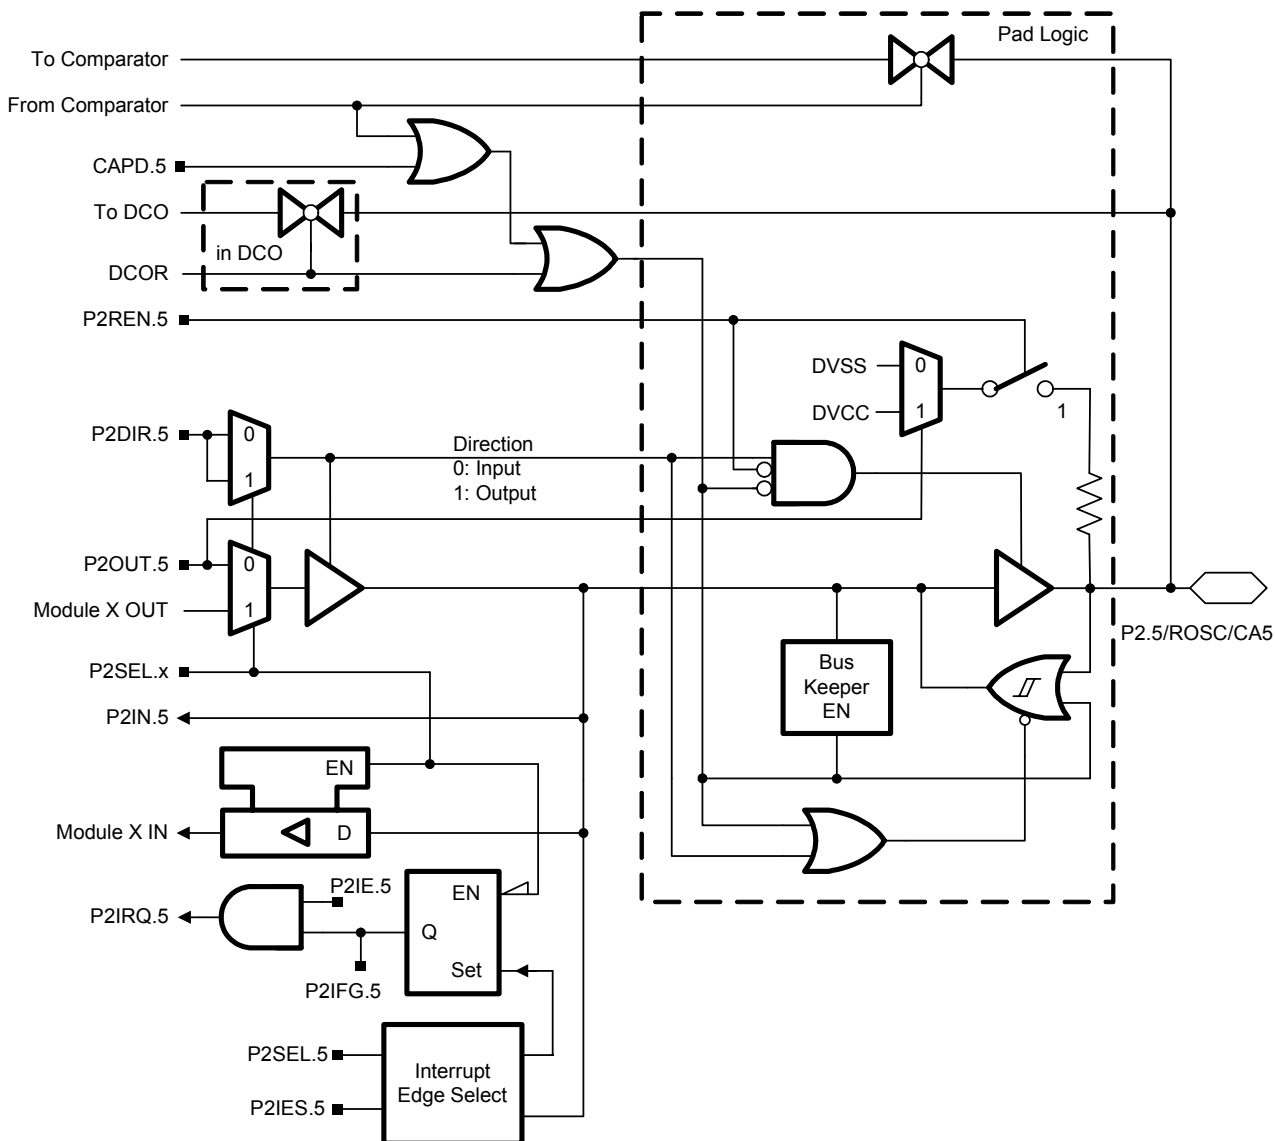 Pad Logic
To Comparator
From Comparator
CAPD.5
To DCO
in DCO
DCOR
P2REN.5
DVSS
0
DVCC
1
1
P2DIR.5
0
1
Direction
0: Input
1: Output
P2OUT.5
0
Module X OUT
1
P2.5/ROSC/CA5
P2SEL.x
Bus
Keeper
EN
P2IN.5
EN
Module X IN
D
P2IE.5
P2IRQ.5
EN
Q
Set
P2IFG.5
P2SEL.5
P2IES.5
Interrupt
Edge Select